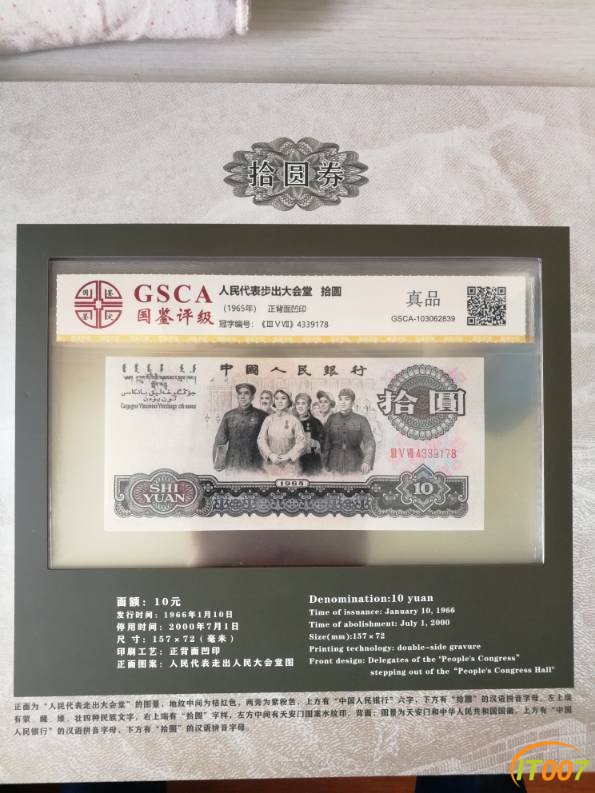 拾圆券
GSCA
国鉴评级
人民代表步出大会堂 拾圆
(1965年) 正背面凹印
冠字编号:《ⅢⅤⅦ》4339178
真品
GSCA-103062839
中國人民銀行
拾圓
ⅢⅤⅦ 4339178
1965
SHI
YUAN
10
面额:10元
发行时间:1966年1月10日
停用时间:2000年7月1日
尺寸:157×72(毫米)
印刷工艺:正背面凹印
正面图案:人民代表走出人民大会堂图
Denomination:10 yuan
Time of issuance: January 10, 1966
Time of abolishment: July 1, 2000
Size(mm):157×72
Printing technology: double-side gravure
Front design: Delegates of the "People's Congress"
stepping out of the "People's Congress Hall"
正面为"人民代表走出大会堂"的图景,地纹中间为桔红色,两旁为紫粉色,上方有"中国人民银行"六字,下方有"拾圆"的汉语拼音字母。左上端
有蒙、藏、维、壮四种民族文字,右上端有"拾圆"字样,左方中间有天安门图案水纹印。背面:图景为天安门和中华人民共和国国徽,上方有"中国
人民银行"的汉语拼音字母,下方有"拾圆"的汉语拼音字母。
IT007